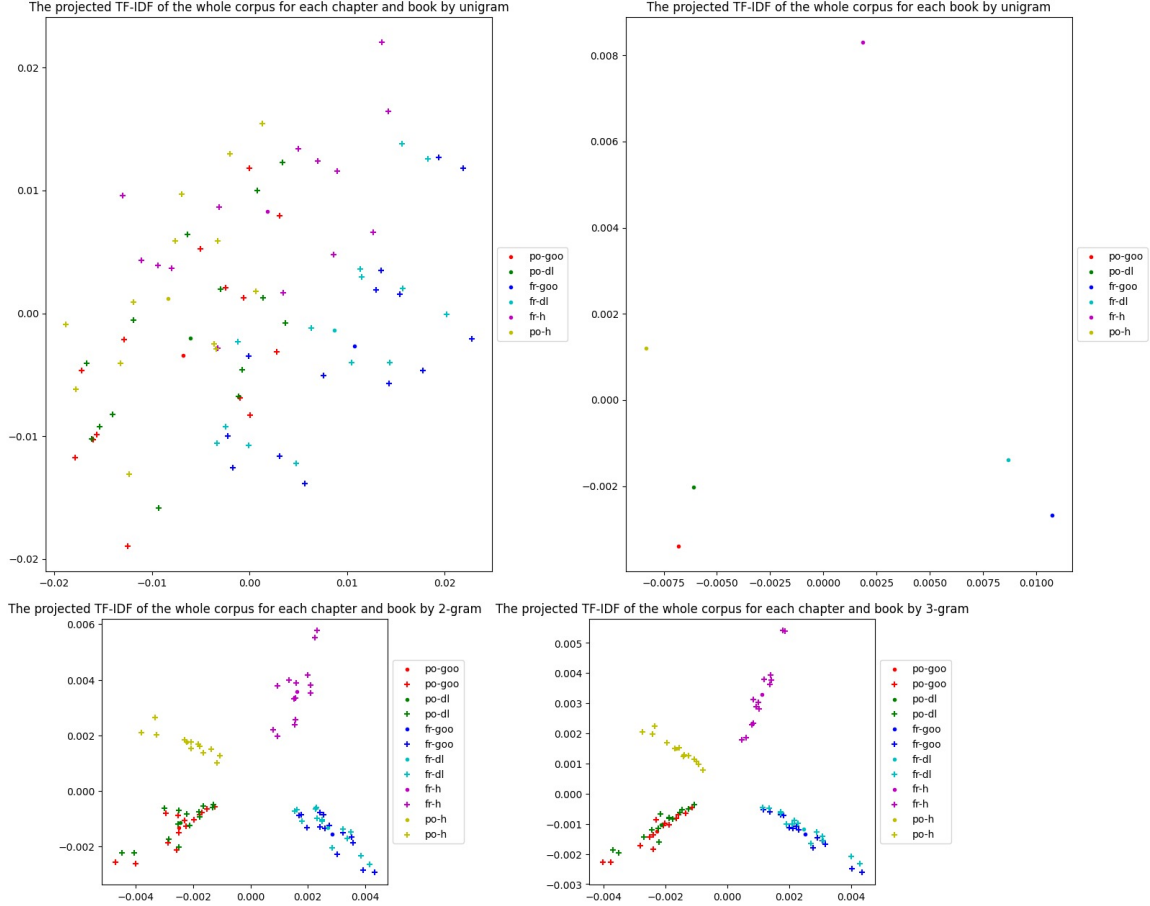 The projected TF-IDF of the whole corpus for each chapter and book by unigram
0.02
0.01
0.00
−0.01
−0.02
−0.02
−0.01
0.00
0.01
0.02
po-goo
po-dl
fr-goo
fr-dl
fr-h
po-h
The projected TF-IDF of the whole corpus for each book by unigram
0.008
0.006
0.004
0.002
0.000
−0.002
−0.0075
−0.0050
−0.0025
0.0000
0.0025
0.0050
0.0075
0.0100
po-goo
po-dl
fr-goo
fr-dl
fr-h
po-h
The projected TF-IDF of the whole corpus for each chapter and book by 2-gram
0.006
0.004
0.002
0.000
−0.002
−0.004
−0.002
0.000
0.002
0.004
po-goo
po-goo
po-dl
po-dl
fr-goo
fr-goo
fr-dl
fr-dl
fr-h
fr-h
po-h
po-h
The projected TF-IDF of the whole corpus for each chapter and book by 3-gram
0.005
0.004
0.003
0.002
0.001
0.000
−0.001
−0.002
−0.003
−0.004
−0.002
0.000
0.002
0.004
po-goo
po-goo
po-dl
po-dl
fr-goo
fr-goo
fr-dl
fr-dl
fr-h
fr-h
po-h
po-h